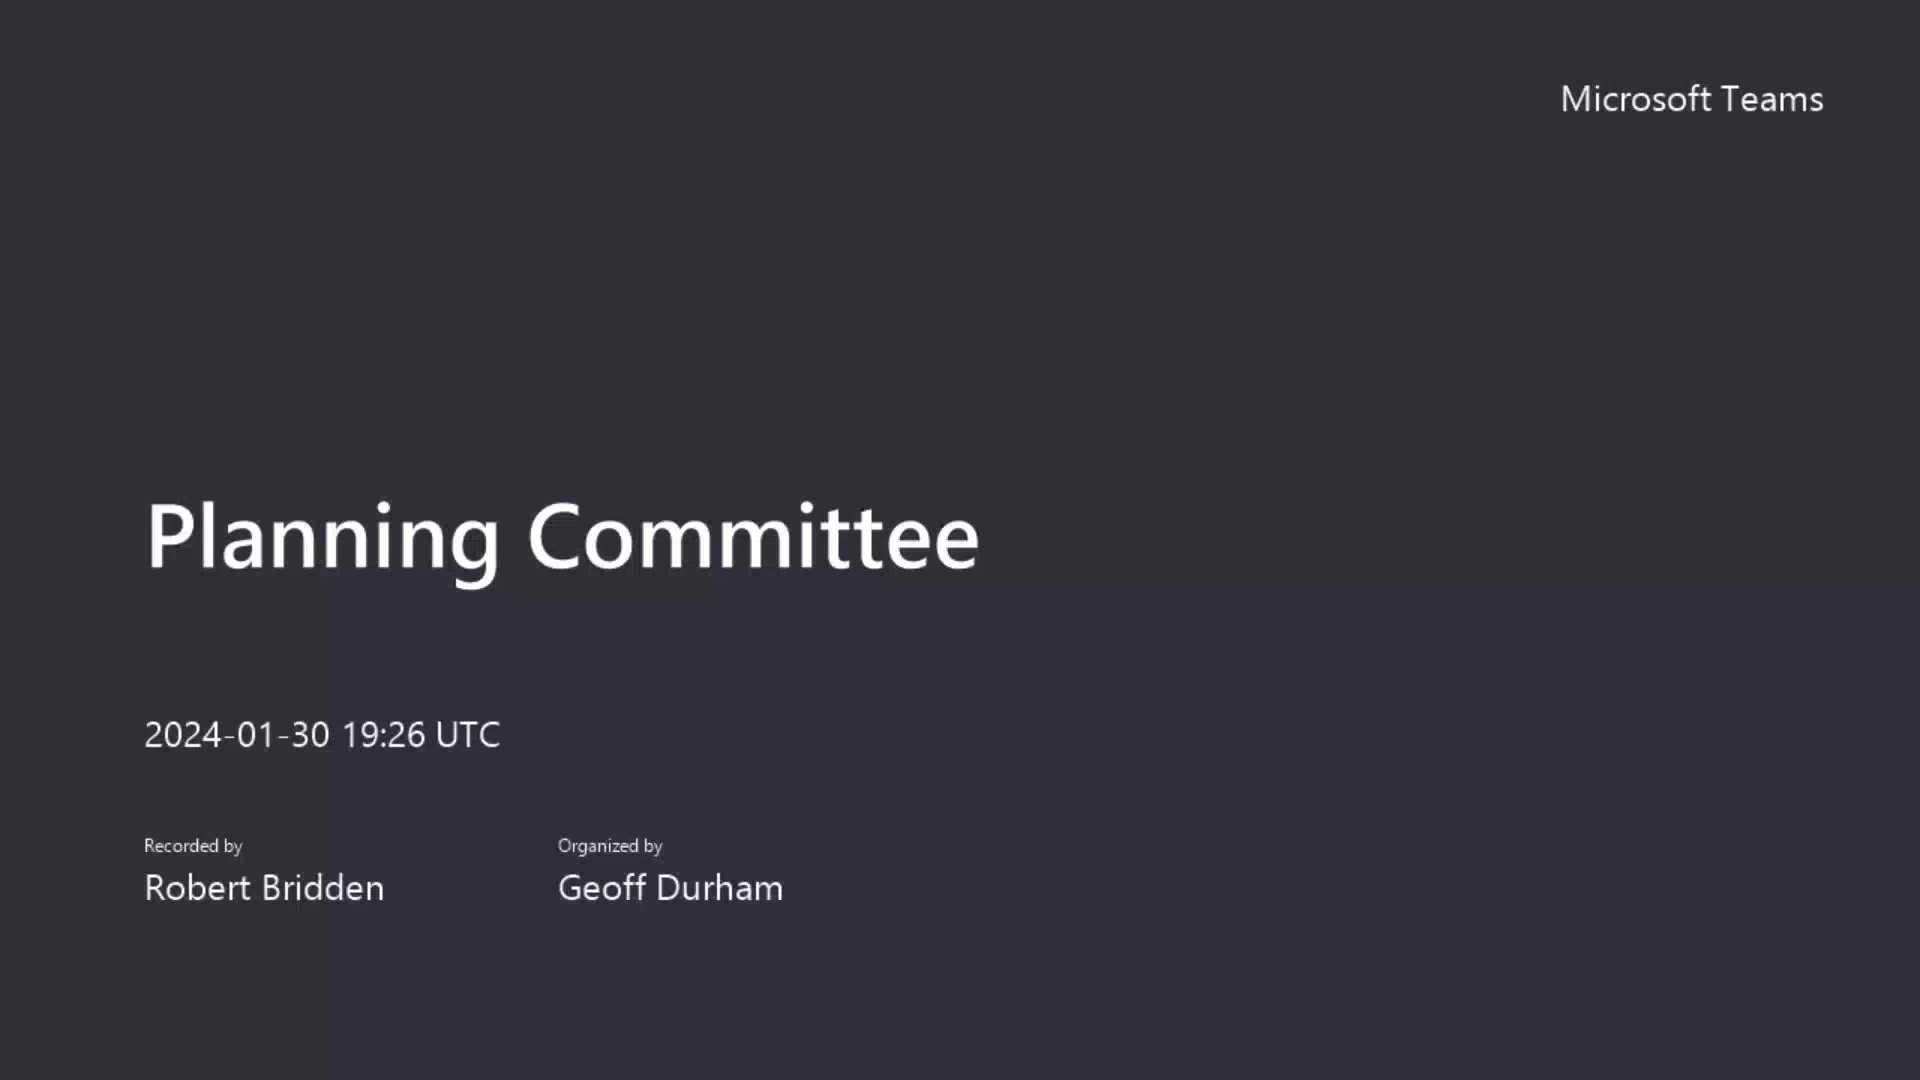 Microsoft Teams
Planning Committee
2024-01-30 19:26 UTC
Recorded by
Robert Bridden
Organized by
Geoff Durham